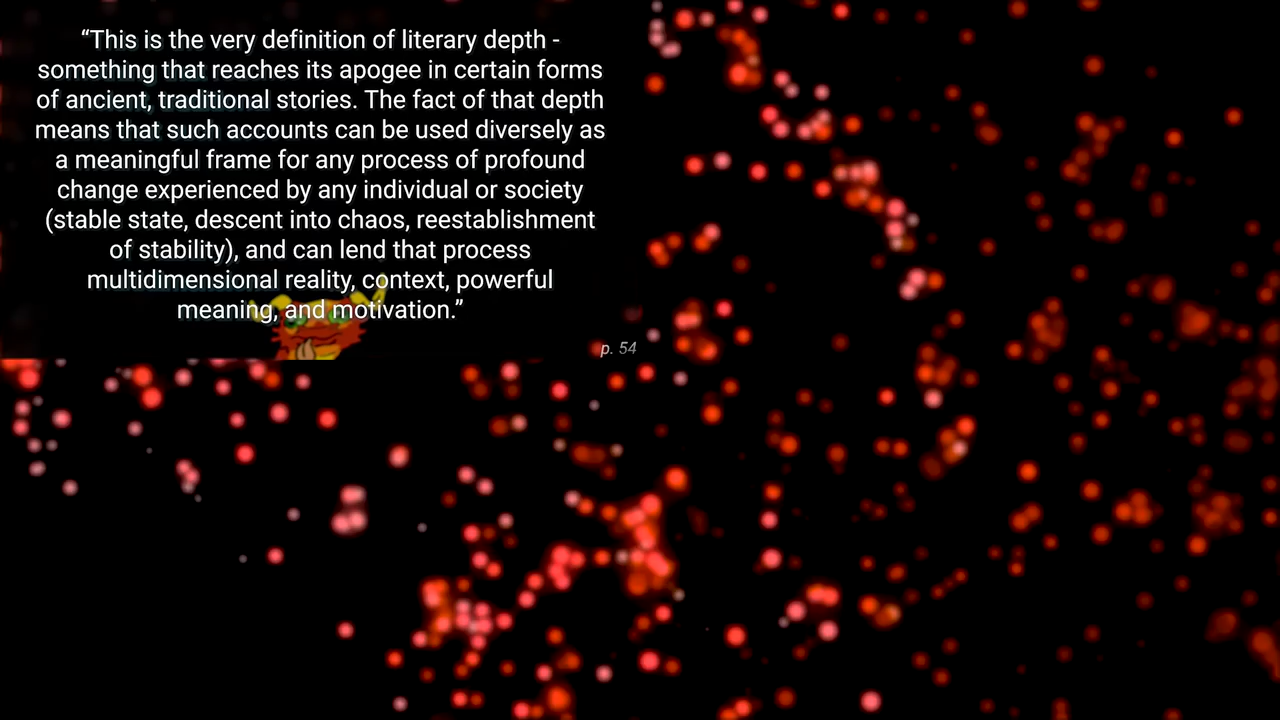 “This is the very definition of literary depth -
something that reaches its apogee in certain forms
of ancient, traditional stories. The fact of that depth
means that such accounts can be used diversely as
a meaningful frame for any process of profound
change experienced by any individual or society
(stable state, descent into chaos, reestablishment
of stability), and can lend that process
multidimensional reality, context, powerful
meaning, and motivation.”
p. 54